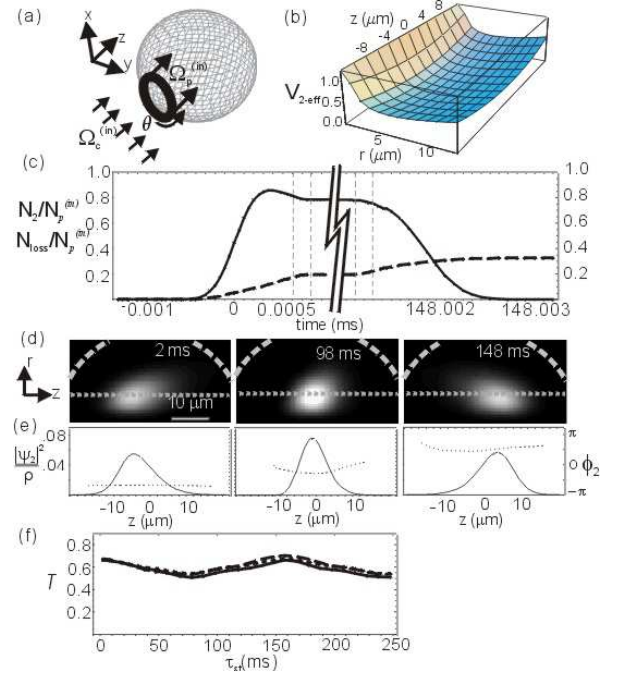 (a)
x
z
y
Ω_p^(in)
θ
Ω_c^(in)
(b)
z (μm)
-8 -4 0 4 8
V_2-eff
1.0
0.5
0.0
5 10
r (μm)
(c)
1.0 1.0
0.8 0.8
0.6 0.6
0.4 0.4
0.2 0.2
N_2/N_p^(in)
N_loss/N_p^(in)
-0.001 0 0.0005 148.002 148.003
time (ms)
(d)
r
z
2 ms 98 ms 148 ms
10 μm
(e)
|ψ_2|^2
ρ
.08
.04
π
0
-π
ϕ_2
-10 0 10 -10 0 10 -10 0 10
z (μm) z (μm) z (μm)
(f)
T
0.8
0.6
0.4
0.2
0 50 100 150 200 250
τ_st(ms)